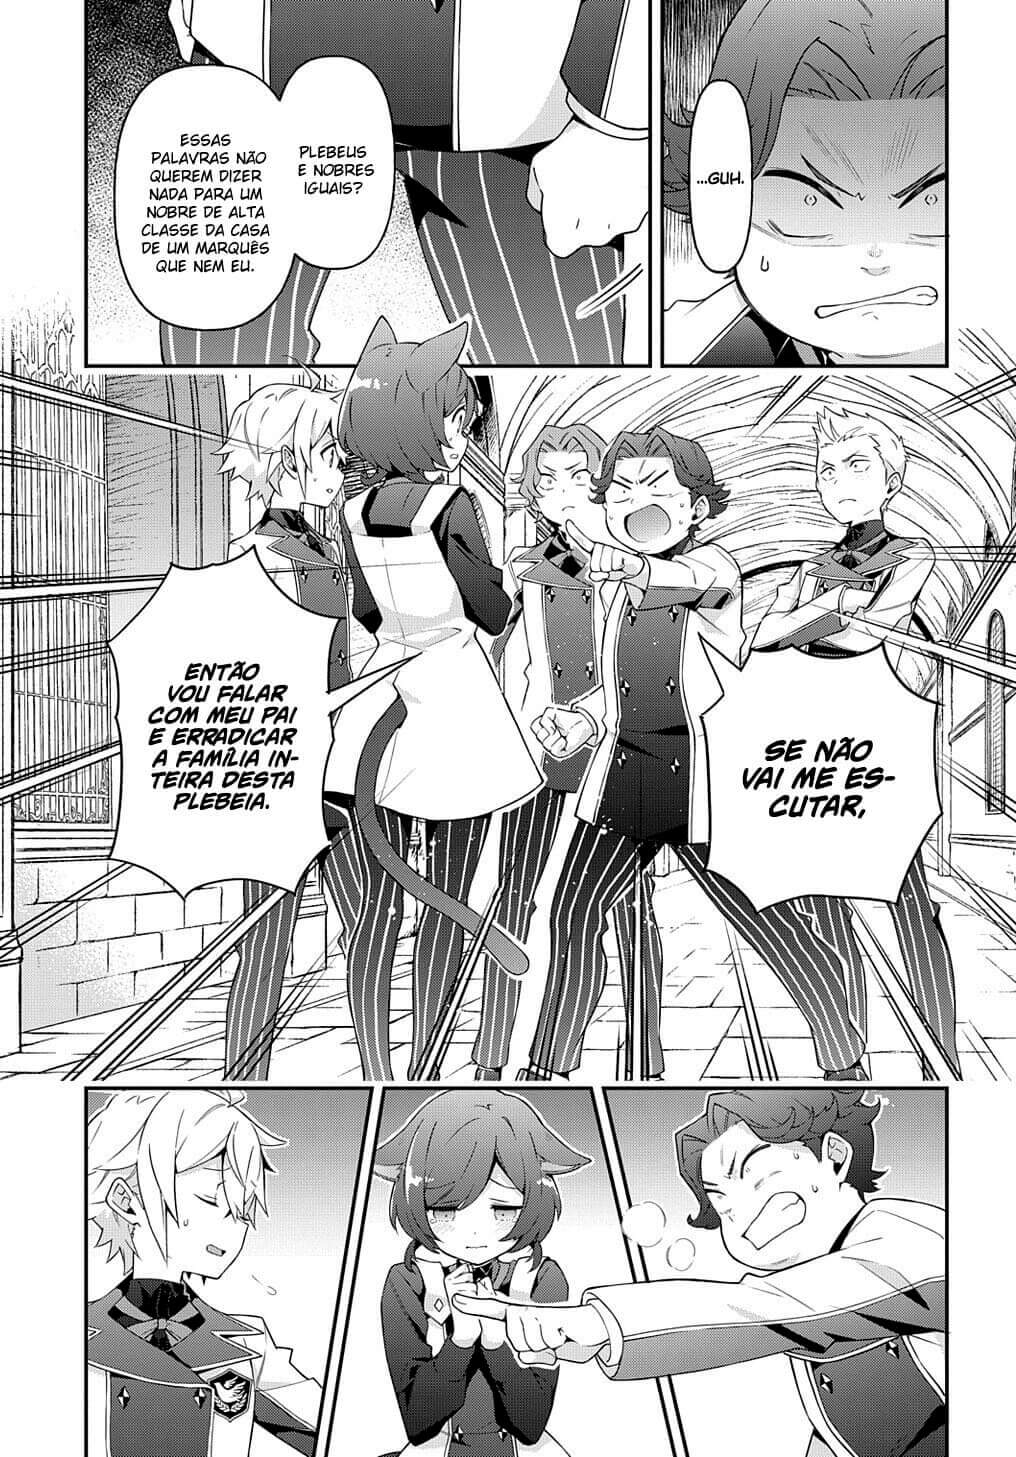 ...GUH.
PLEBEUS
E NOBRES
IGUAIS?
ESSAS
PALAVRAS NÃO
QUEREM DIZER
NADA PARA UM
NOBRE DE ALTA
CLASSE DA CASA
DE UM MARQUÊS
QUE NEM EU.
SE NÃO
VAI ME ES-
CUTAR,
ENTÃO
VOU FALAR
COM MEU PAI
E ERRADICAR
A FAMÍLIA IN-
TEIRA DESTA
PLEBEIA.